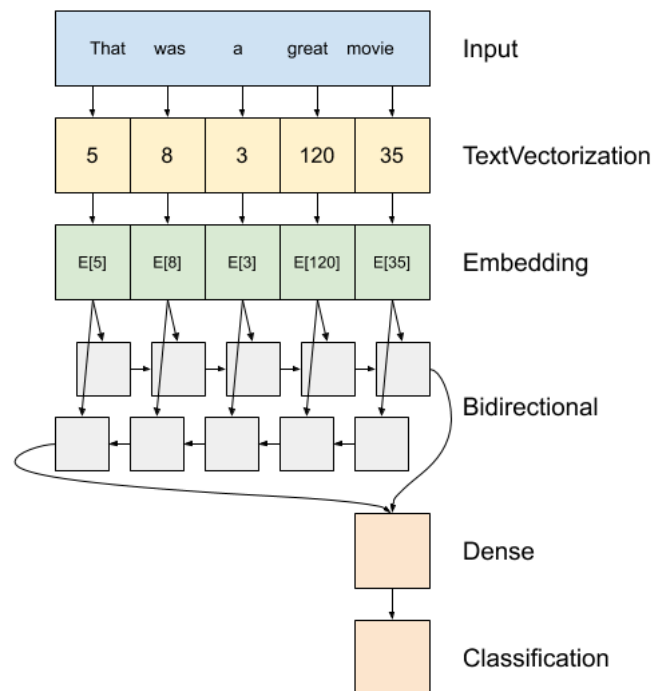 That was a great movie Input
5 8 3 120 35 TextVectorization
E[5] E[8] E[3] E[120] E[35] Embedding
Bidirectional
Dense
Classification